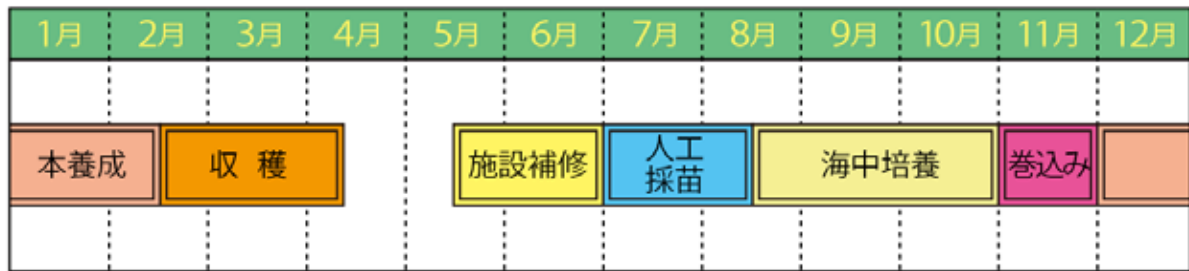 1月 2月 3月 4月 5月 6月 7月 8月 9月 10月 11月 12月
本養成 収穫 施設補修 人工採苗 海中培養 巻込み